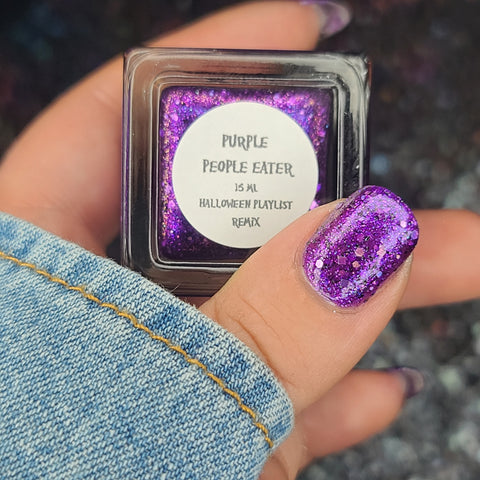 PURPLE
PEOPLE EATER
15 ML
HALLOWEEN PLAYLIST
REMIX